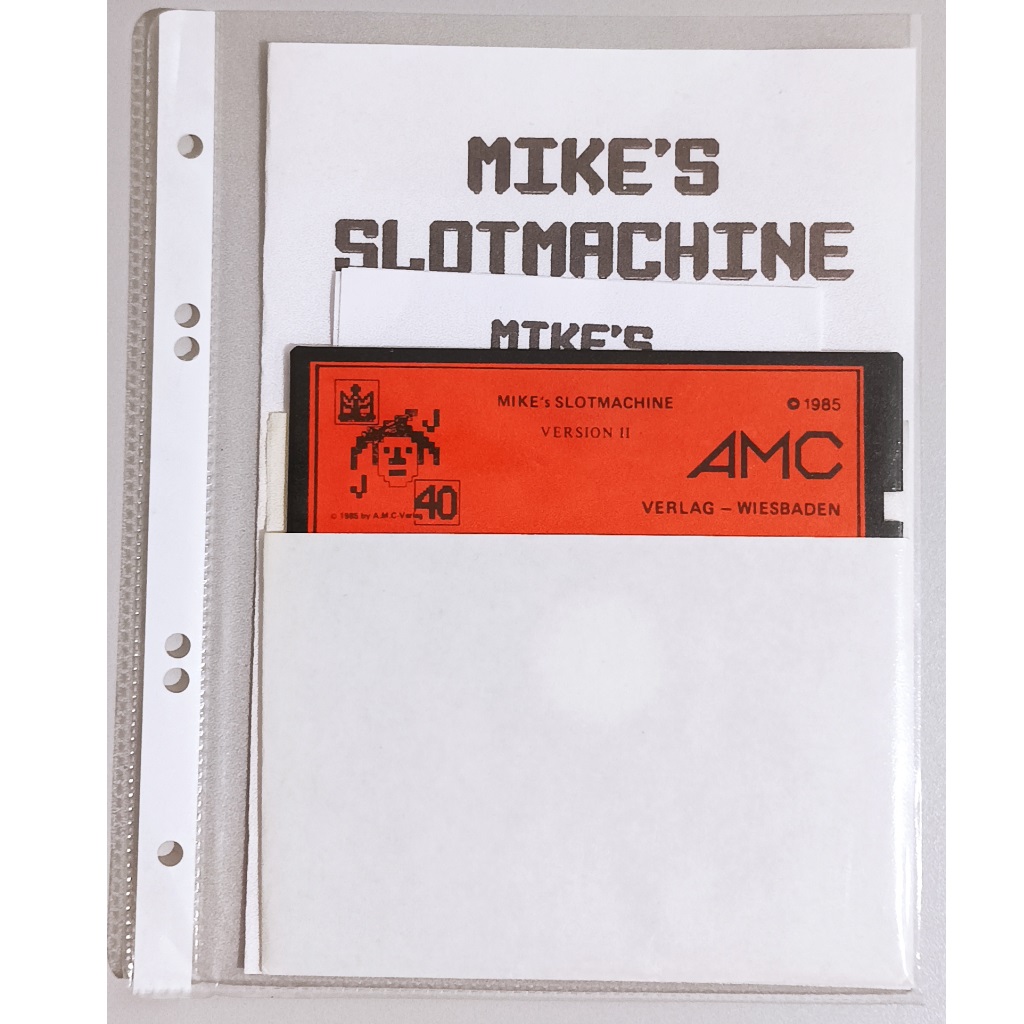 MIKE'S
SLOTMACHINE
MIKE'S
MIKE's SLOTMACHINE
© 1985
VERSION II
AMC
VERLAG – WIESBADEN
J
J
40
© 1985 by A.M.C-Verlag